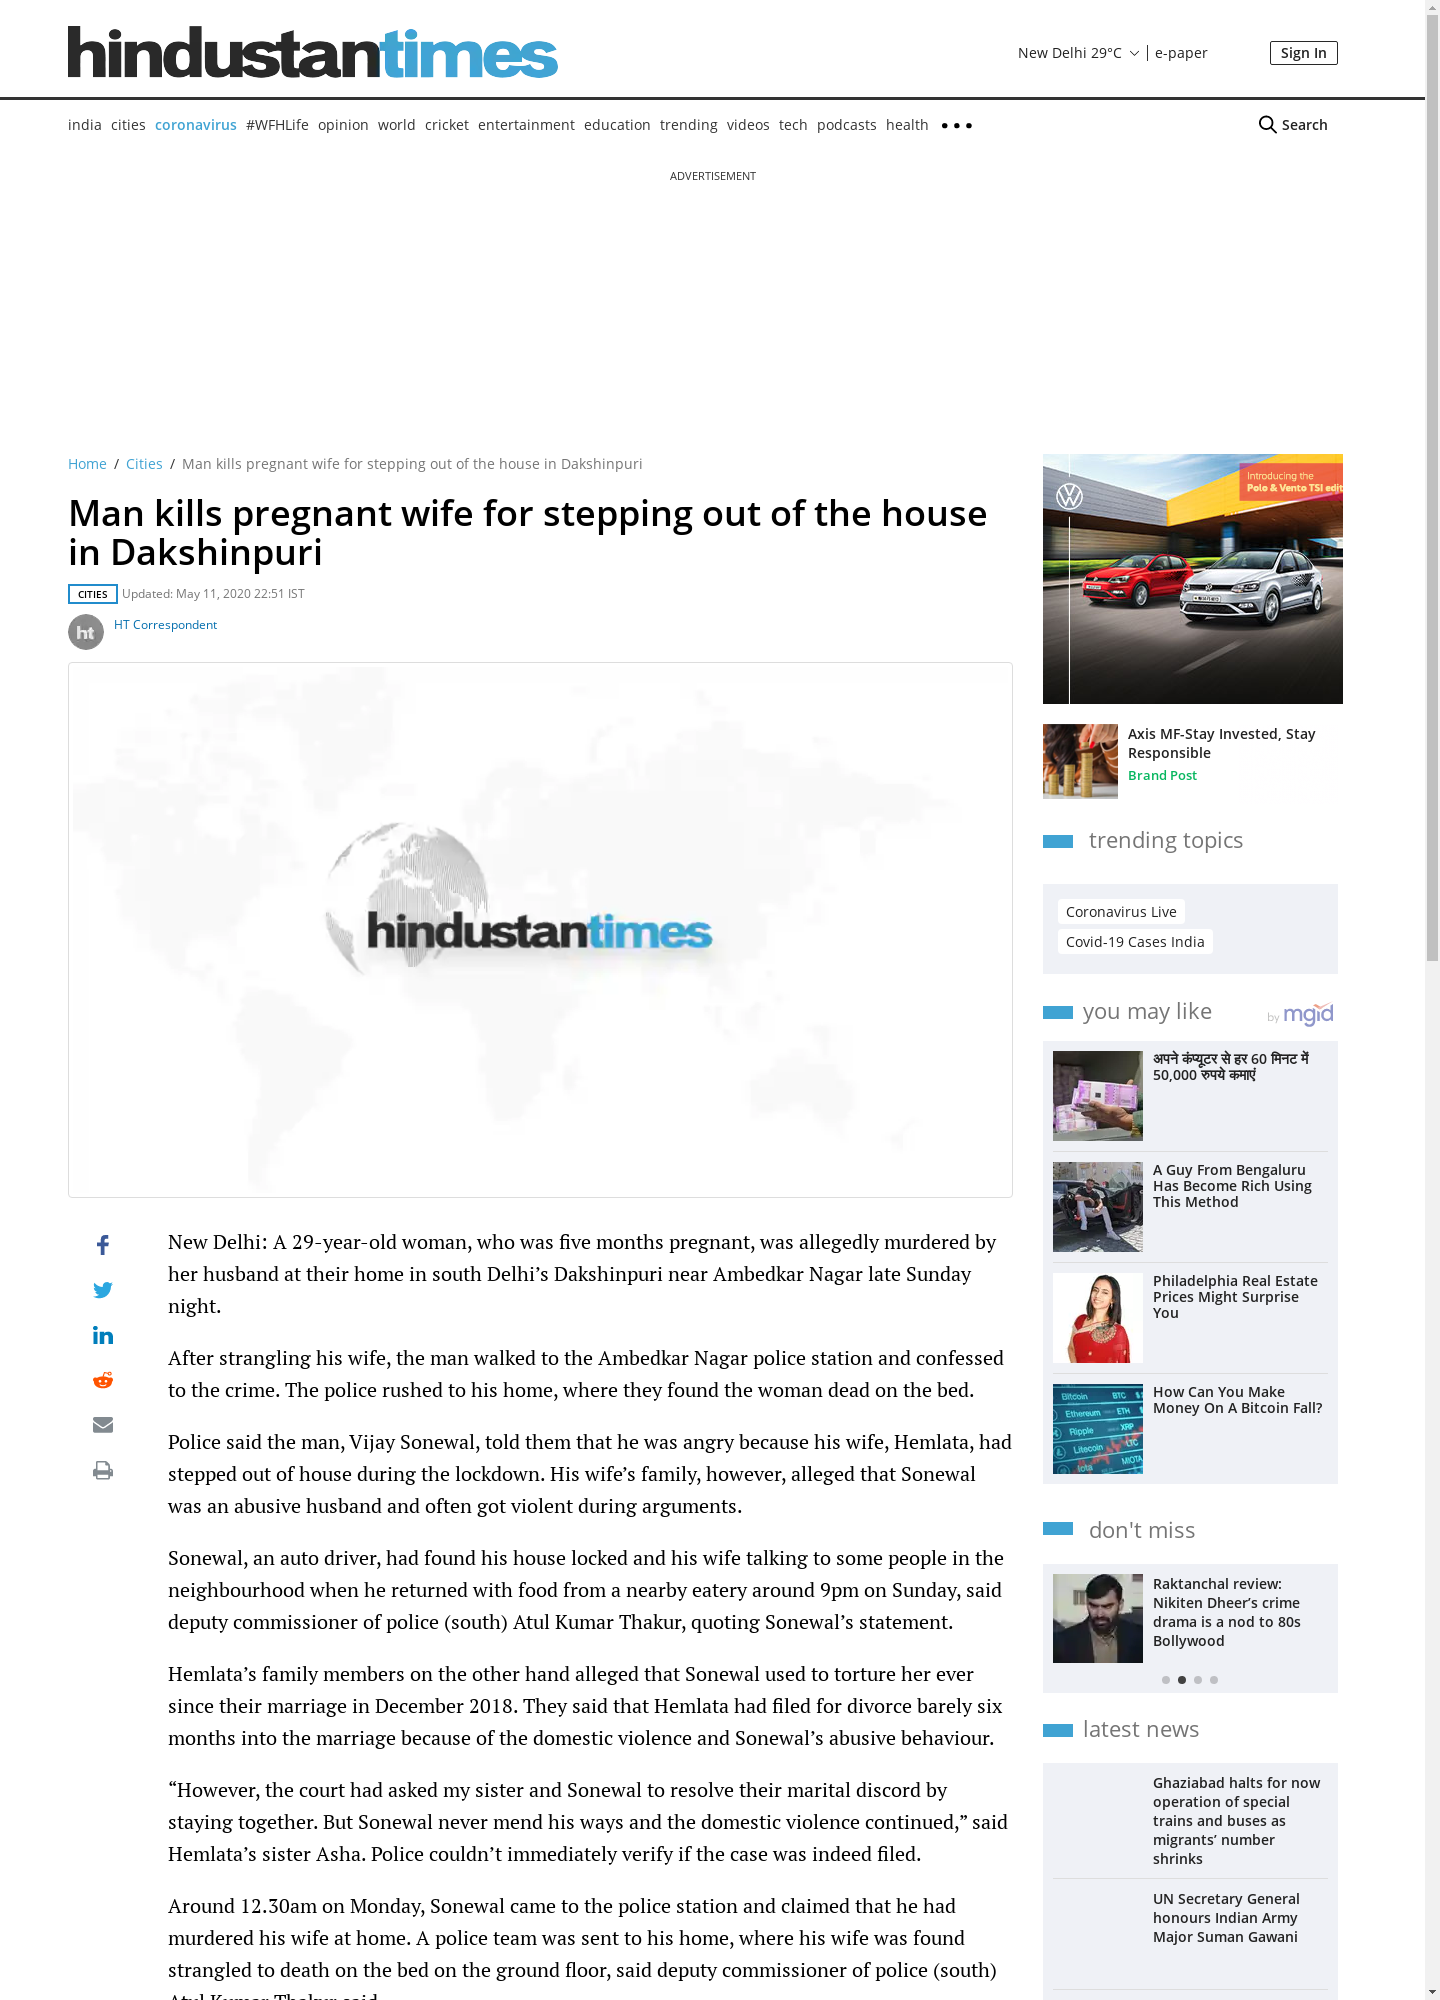 hindustantimes
New Delhi 29°C
e-paper
Sign In
india cities coronavirus #WFHLife opinion world cricket entertainment education trending videos tech podcasts health
Search
ADVERTISEMENT
Home / Cities / Man kills pregnant wife for stepping out of the house in Dakshinpuri
Man kills pregnant wife for stepping out of the house
in Dakshinpuri
CITIES Updated: May 11, 2020 22:51 IST
ht
HT Correspondent
hindustantimes
New Delhi: A 29-year-old woman, who was five months pregnant, was allegedly murdered by
her husband at their home in south Delhi’s Dakshinpuri near Ambedkar Nagar late Sunday
night.
After strangling his wife, the man walked to the Ambedkar Nagar police station and confessed
to the crime. The police rushed to his home, where they found the woman dead on the bed.
Police said the man, Vijay Sonewal, told them that he was angry because his wife, Hemlata, had
stepped out of house during the lockdown. His wife’s family, however, alleged that Sonewal
was an abusive husband and often got violent during arguments.
Sonewal, an auto driver, had found his house locked and his wife talking to some people in the
neighbourhood when he returned with food from a nearby eatery around 9pm on Sunday, said
deputy commissioner of police (south) Atul Kumar Thakur, quoting Sonewal’s statement.
Hemlata’s family members on the other hand alleged that Sonewal used to torture her ever
since their marriage in December 2018. They said that Hemlata had filed for divorce barely six
months into the marriage because of the domestic violence and Sonewal’s abusive behaviour.
“However, the court had asked my sister and Sonewal to resolve their marital discord by
staying together. But Sonewal never mend his ways and the domestic violence continued,” said
Hemlata’s sister Asha. Police couldn’t immediately verify if the case was indeed filed.
Around 12.30am on Monday, Sonewal came to the police station and claimed that he had
murdered his wife at home. A police team was sent to his home, where his wife was found
strangled to death on the bed on the ground floor, said deputy commissioner of police (south)
Atul Kumar Thakur said.
Introducing the
Polo & Vento TSI edit
Axis MF-Stay Invested, Stay
Responsible
Brand Post
trending topics
Coronavirus Live
Covid-19 Cases India
you may like
by mgid
अपने कंप्यूटर से हर 60 मिनट में
50,000 रुपये कमाएं
A Guy From Bengaluru
Has Become Rich Using
This Method
Philadelphia Real Estate
Prices Might Surprise
You
Bitcoin BTC
Ethereum ETH
Ripple XRP
Litecoin LTC
Iota MIOTA
How Can You Make
Money On A Bitcoin Fall?
don't miss
Raktanchal review:
Nikiten Dheer’s crime
drama is a nod to 80s
Bollywood
latest news
Ghaziabad halts for now
operation of special
trains and buses as
migrants’ number
shrinks
UN Secretary General
honours Indian Army
Major Suman Gawani